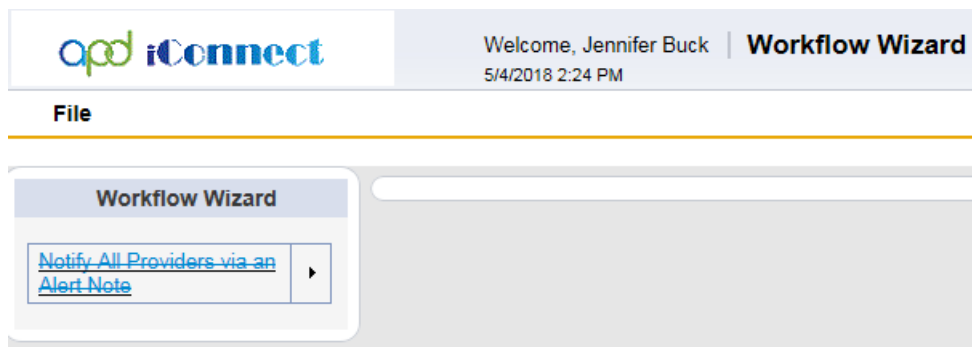 apd iConnect
Welcome, Jennifer Buck | Workflow Wizard
5/4/2018 2:24 PM
File
Workflow Wizard
Notify All Providers via an
Alert Note